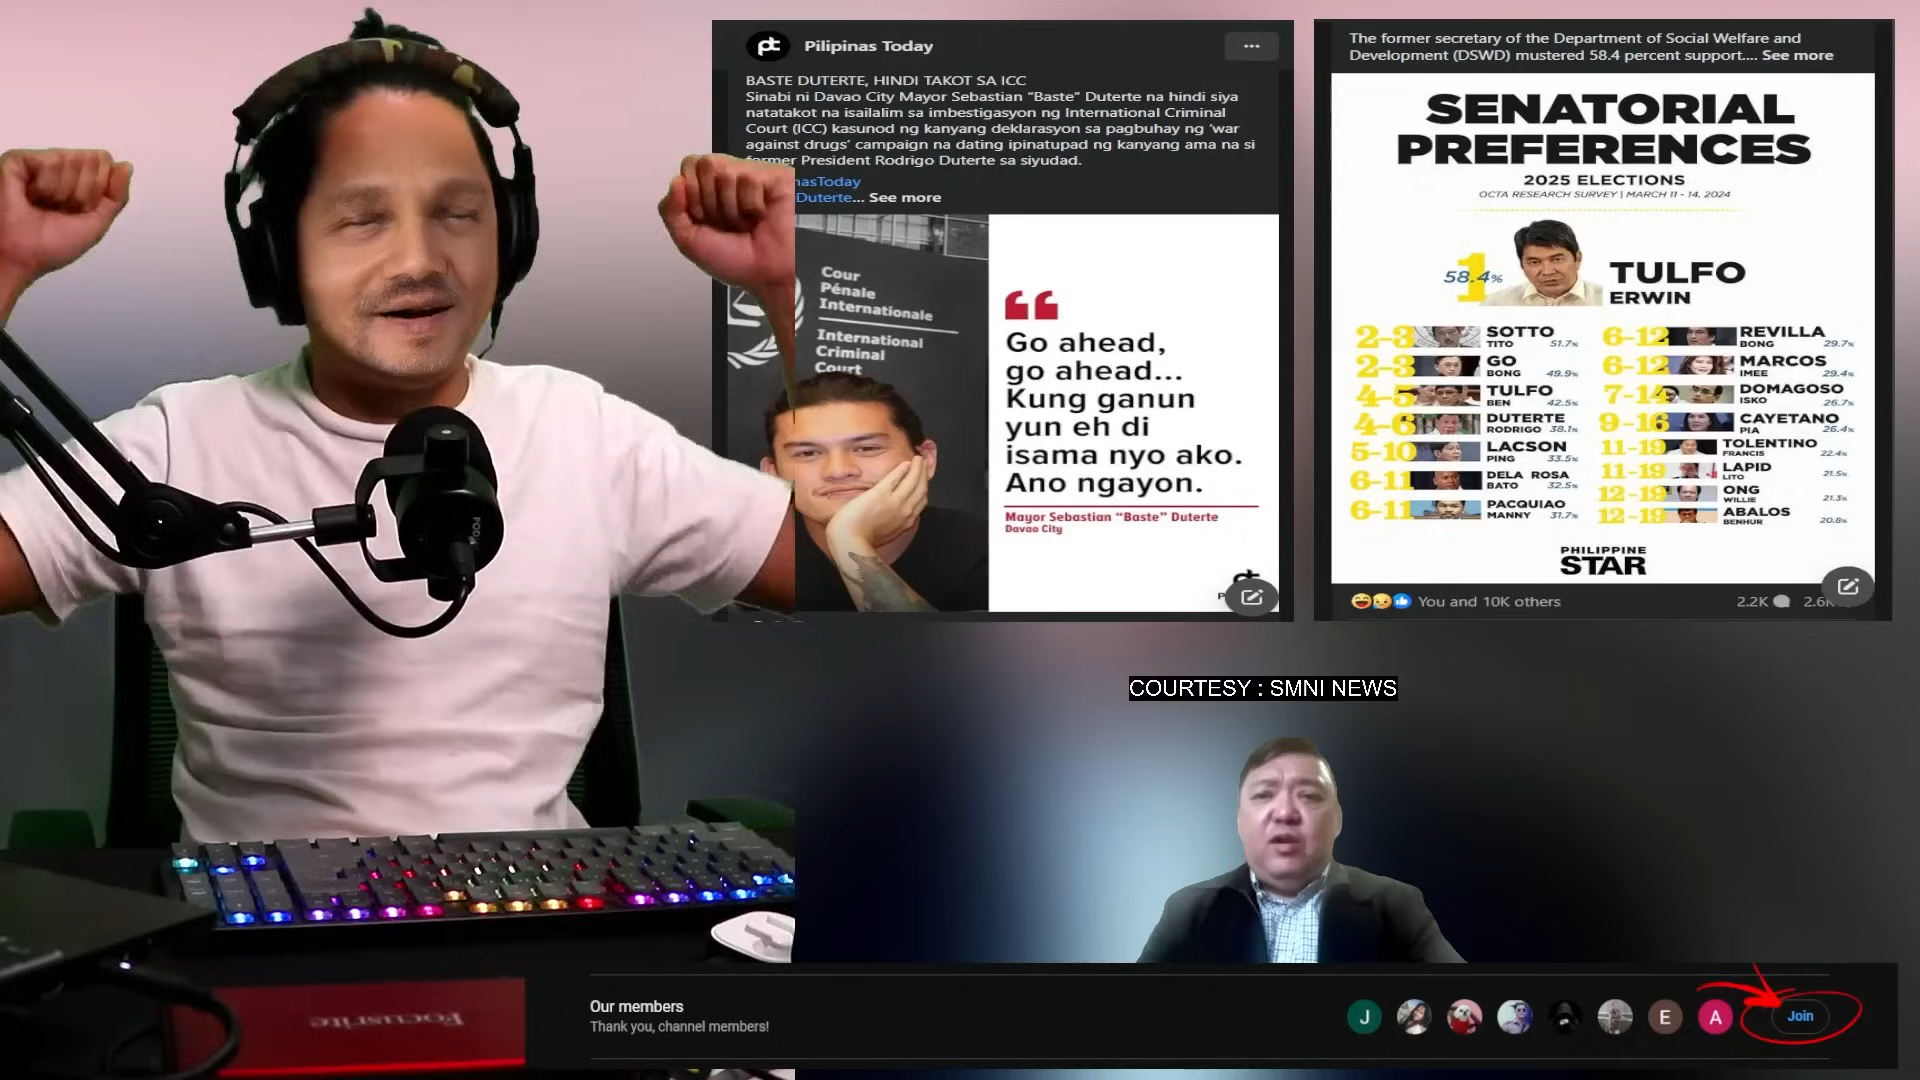 Pilipinas Today
BASTE DUTERTE, HINDI TAKOT SA ICC
Sinabi ni Davao City Mayor Sebastian “Baste” Duterte na hindi siya
natatakot na isailalim sa imbestigasyon ng International Criminal
Court (ICC) kasunod ng kanyang deklarasyon sa pagbuhay ng ‘war
against drugs’ campaign na dating ipinatupad ng kanyang ama na si
former President Rodrigo Duterte sa siyudad.
nasToday
Duterte... See more
Cour
Pénale
Internationale
International
Criminal
Court
Go ahead,
go ahead...
Kung ganun
yun eh di
isama nyo ako.
Ano ngayon.
Mayor Sebastian “Baste” Duterte
Davao City
The former secretary of the Department of Social Welfare and
Development (DSWD) mustered 58.4 percent support.... See more
SENATORIAL
PREFERENCES
2025 ELECTIONS
OCTA RESEARCH SURVEY | MARCH 11 - 14, 2024
1
58.4%
TULFO
ERWIN
2-3 SOTTO
TITO 51.7%
2-3 GO
BONG 49.9%
4-5 TULFO
BEN 42.5%
4-6 DUTERTE
RODRIGO 38.1%
5-10 LACSON
PING 33.5%
6-11 DELA ROSA
BATO 32.5%
6-11 PACQUIAO
MANNY 31.7%
6-12 REVILLA
BONG 29.7%
6-12 MARCOS
IMEE 29.4%
7-14 DOMAGOSO
ISKO 26.7%
9-16 CAYETANO
PIA 26.4%
11-19 TOLENTINO
FRANCIS 22.4%
11-19 LAPID
LITO 21.5%
12-19 ONG
WILLIE 21.3%
12-19 ABALOS
BENHUR 20.8%
PHILIPPINE
STAR
You and 10K others
2.2K
COURTESY : SMNI NEWS
Focusrite
Our members
Thank you, channel members!
J
E
A
Join